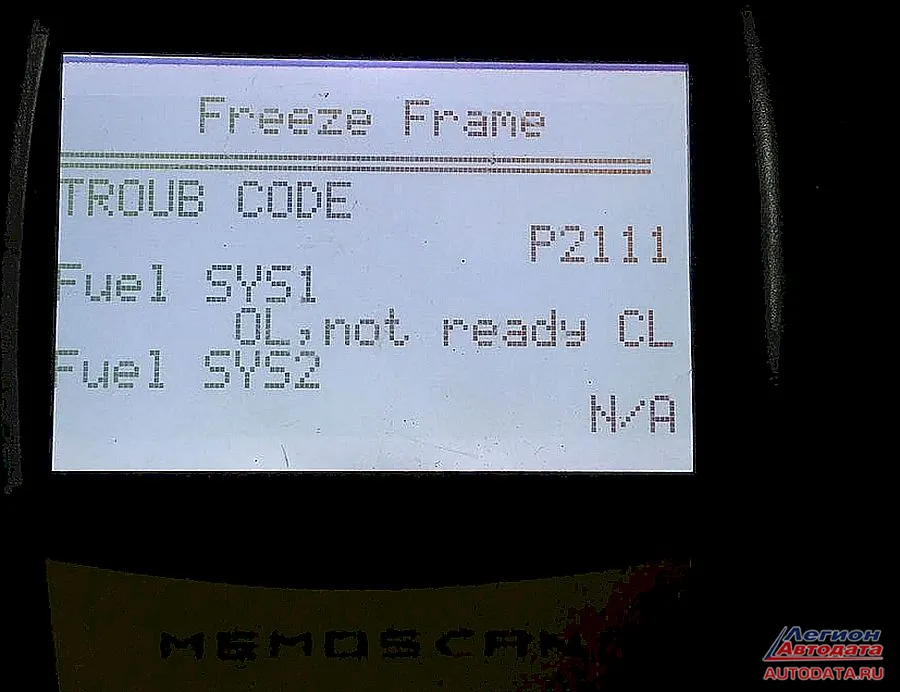 Freeze Frame
TROUB CODE
P2111
Fuel SYS1
OL,not ready CL
Fuel SYS2
N/A
MEMOSCAN
Легион
Автодата
AUTODATA.RU